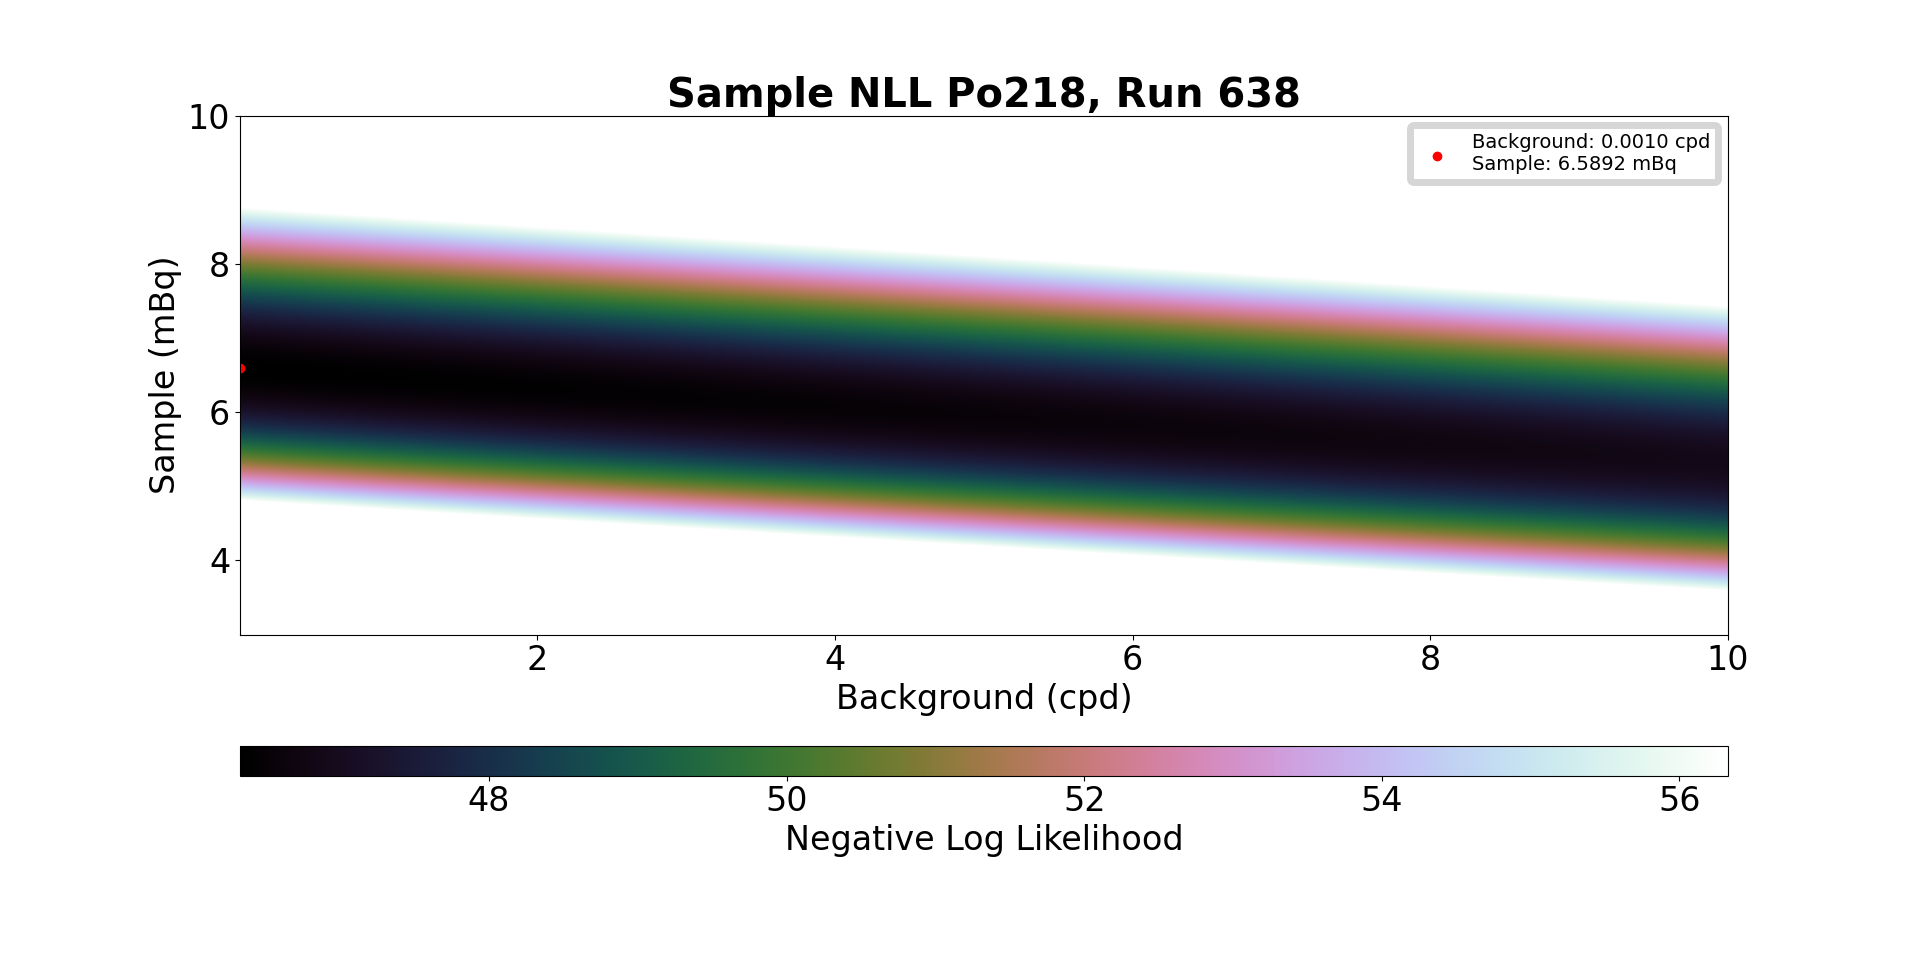 Sample NLL Po218, Run 638
10
8
6
4
Sample (mBq)
Background: 0.0010 cpd
Sample: 6.5892 mBq
2 4 6 8 10
Background (cpd)
48 50 52 54 56
Negative Log Likelihood